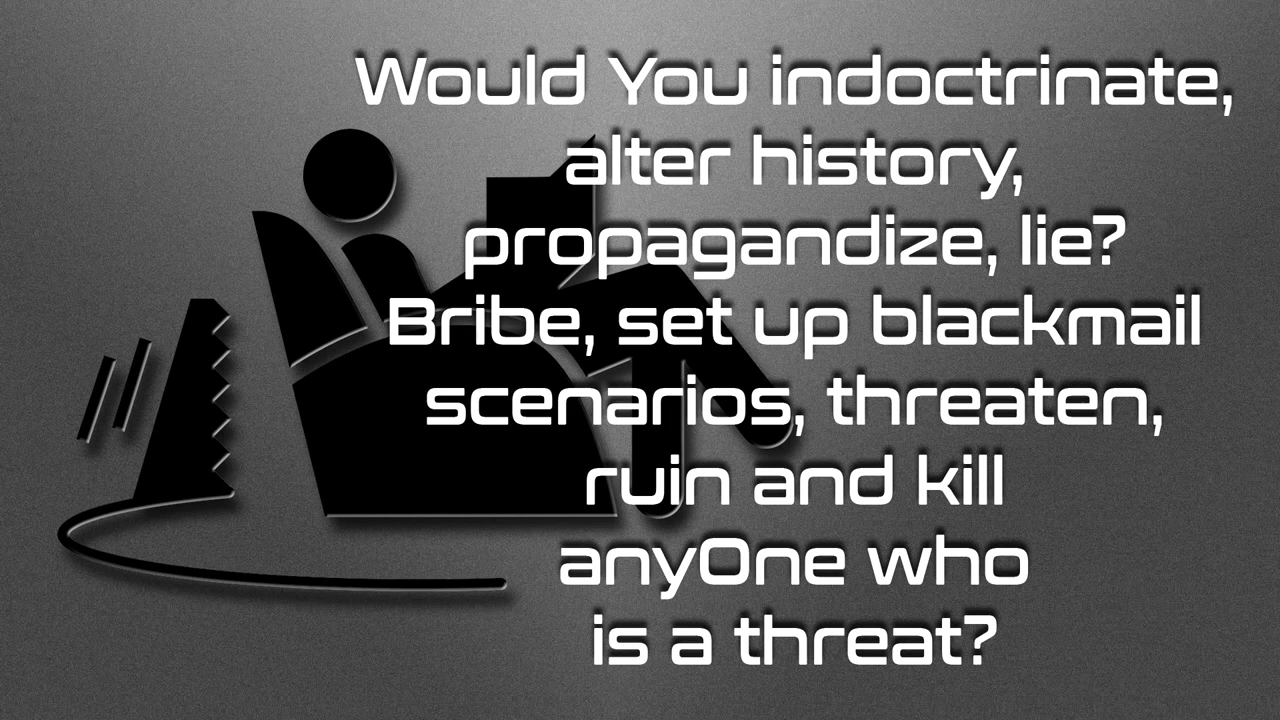 Would You indoctrinate,
alter history,
propagandize, lie?
Bribe, set up blackmail
scenarios, threaten,
ruin and kill
anyOne who
is a threat?